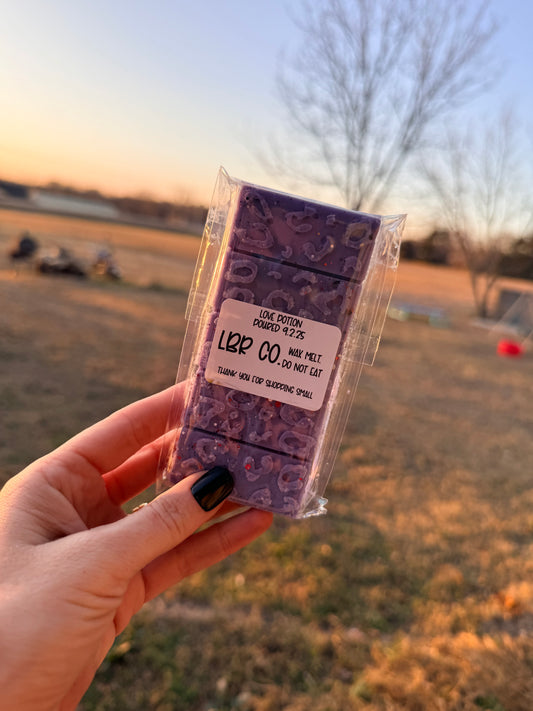 LOVE POTION
POURED 9.2.25
LBR CO. WAX MELT.
DO NOT EAT
THANK YOU FOR SHOPPING SMALL